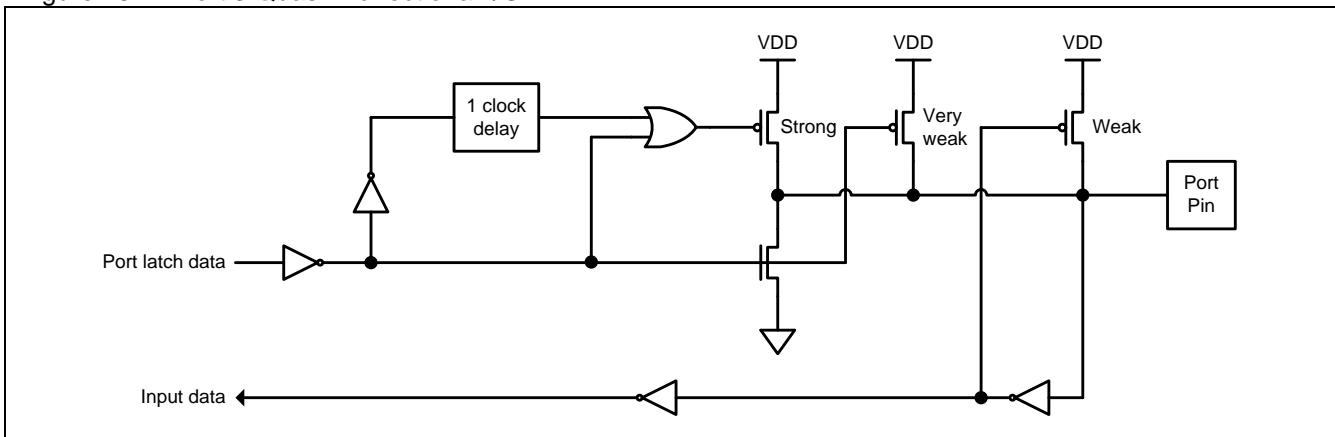 VDD
VDD
VDD
1 clock
delay
Strong
Very
weak
Weak
Port
Pin
Port latch data
Input data